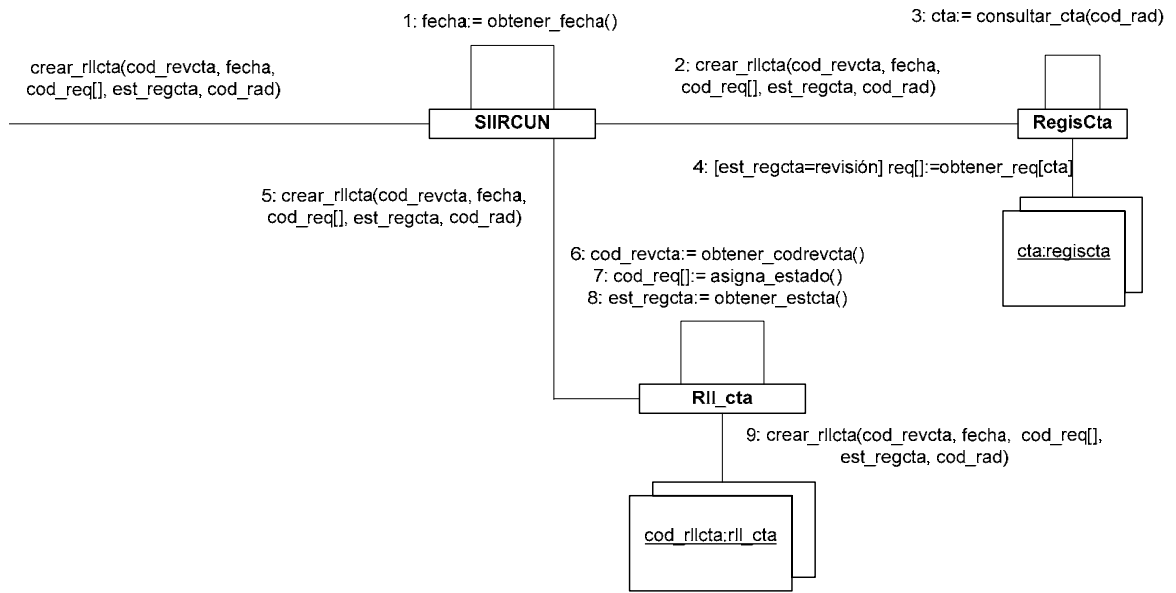 1: fecha:= obtener_fecha()
3: cta:= consultar_cta(cod_rad)
crear_rllcta(cod_revcta, fecha,
cod_req[], est_regcta, cod_rad)
2: crear_rllcta(cod_revcta, fecha,
cod_req[], est_regcta, cod_rad)
SIIRCUN
RegisCta
4: [est_regcta=revisión] req[]:=obtener_req[cta]
5: crear_rllcta(cod_revcta, fecha,
cod_req[], est_regcta, cod_rad)
cta:regiscta
6: cod_revcta:= obtener_codrevcta()
7: cod_req[]:= asigna_estado()
8: est_regcta:= obtener_estcta()
Rll_cta
9: crear_rllcta(cod_revcta, fecha, cod_req[],
est_regcta, cod_rad)
cod_rllcta:rll_cta